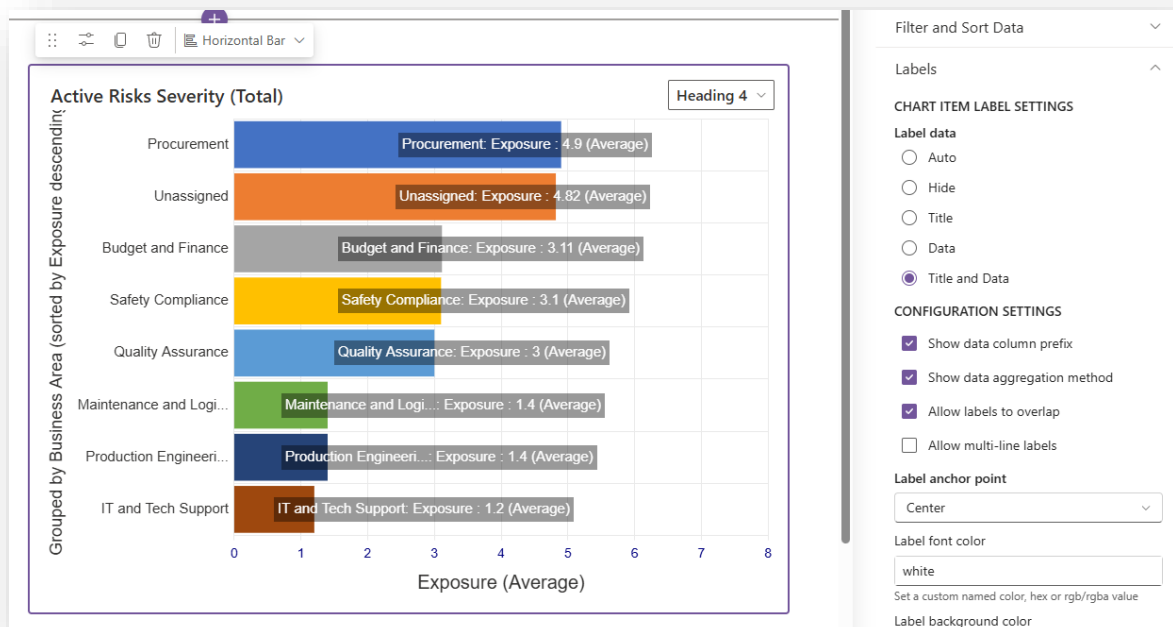 Horizontal Bar
Active Risks Severity (Total)
Heading 4
Grouped by Business Area (sorted by Exposure descending
Procurement
Procurement: Exposure : 4.9 (Average)
Unassigned
Unassigned: Exposure : 4.82 (Average)
Budget and Finance
Budget and Finance: Exposure : 3.11 (Average)
Safety Compliance
Safety Compliance: Exposure : 3.1 (Average)
Quality Assurance
Quality Assurance: Exposure : 3 (Average)
Maintenance and Logi...
Maintenance and Logi...: Exposure : 1.4 (Average)
Production Engineeri...
Production Engineeri...: Exposure : 1.4 (Average)
IT and Tech Support
IT and Tech Support: Exposure : 1.2 (Average)
0 1 2 3 4 5 6 7 8
Exposure (Average)
Filter and Sort Data
Labels
CHART ITEM LABEL SETTINGS
Label data
Auto
Hide
Title
Data
Title and Data
CONFIGURATION SETTINGS
Show data column prefix
Show data aggregation method
Allow labels to overlap
Allow multi-line labels
Label anchor point
Center
Label font color
white
Set a custom named color, hex or rgb/rgba value
Label background color